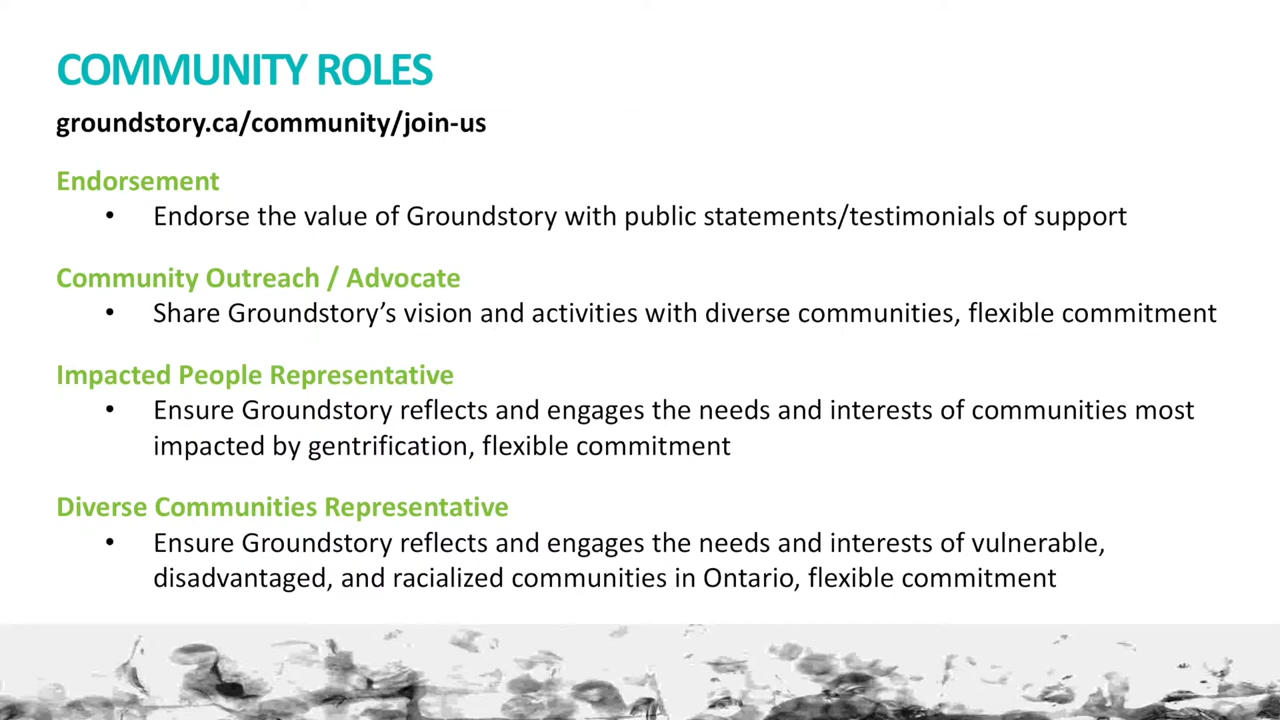 COMMUNITY ROLES
groundstory.ca/community/join-us
Endorsement
• Endorse the value of Groundstory with public statements/testimonials of support
Community Outreach / Advocate
• Share Groundstory’s vision and activities with diverse communities, flexible commitment
Impacted People Representative
• Ensure Groundstory reflects and engages the needs and interests of communities most
impacted by gentrification, flexible commitment
Diverse Communities Representative
• Ensure Groundstory reflects and engages the needs and interests of vulnerable,
disadvantaged, and racialized communities in Ontario, flexible commitment